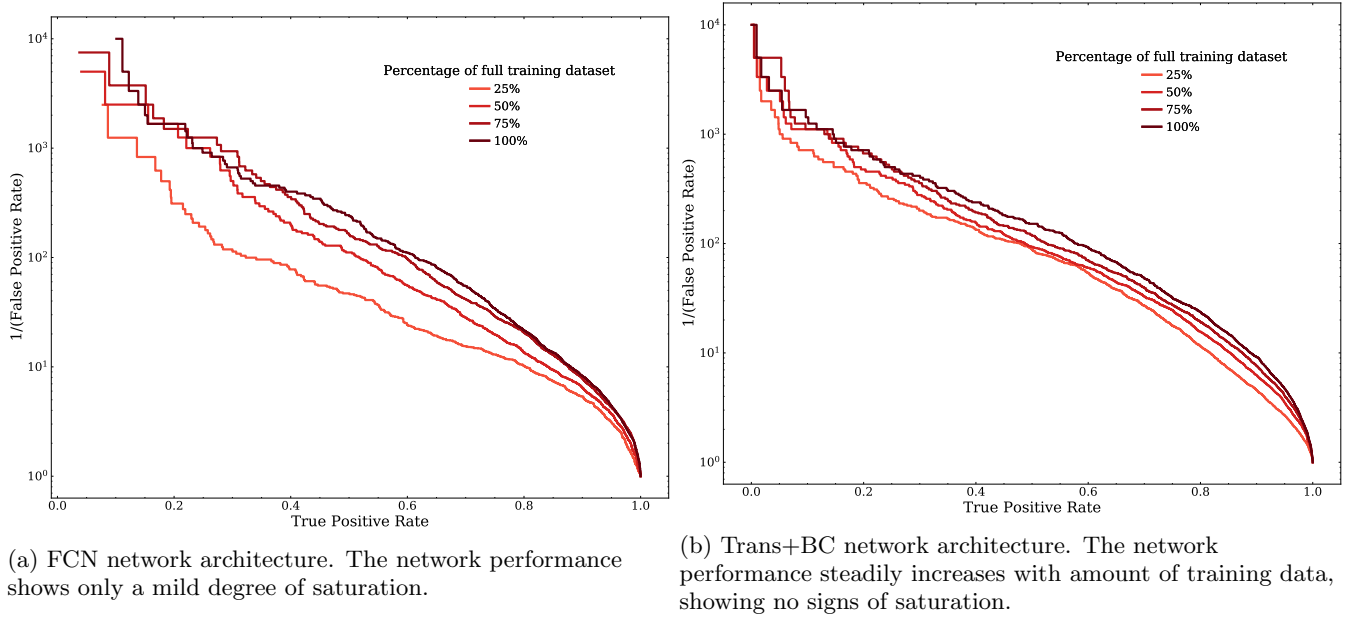 10^4
10^3
10^2
10^1
10^0
1/(False Positive Rate)
Percentage of full training dataset
25%
50%
75%
100%
0.0 0.2 0.4 0.6 0.8 1.0
True Positive Rate
(a) FCN network architecture. The network performance
shows only a mild degree of saturation.
10^4
10^3
10^2
10^1
10^0
1/(False Positive Rate)
Percentage of full training dataset
25%
50%
75%
100%
0.0 0.2 0.4 0.6 0.8 1.0
True Positive Rate
(b) Trans+BC network architecture. The network
performance steadily increases with amount of training data,
showing no signs of saturation.